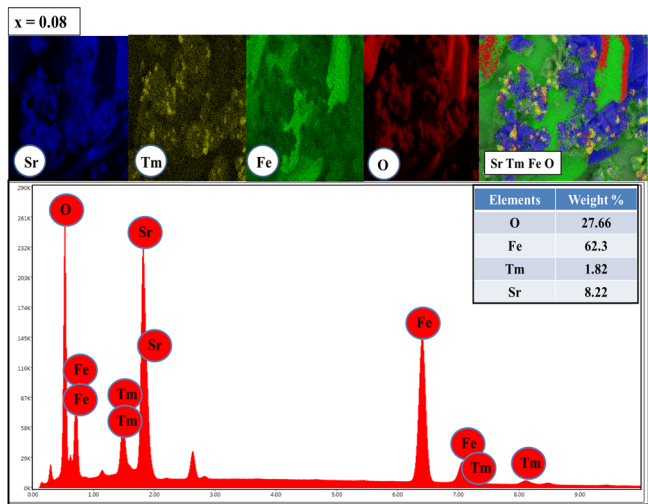 x = 0.08
Sr
Tm
Fe
O
Sr Tm Fe O
290K
261K
232K
203K
174K
145K
116K
87K
58K
29K
0K
O
Fe
Fe
Tm
Tm
Sr
Sr
Fe
Fe
Tm
Tm
Elements Weight %
O 27.66
Fe 62.3
Tm 1.82
Sr 8.22
0.00 1.00 2.00 3.00 4.00 5.00 6.00 7.00 8.00 9.00